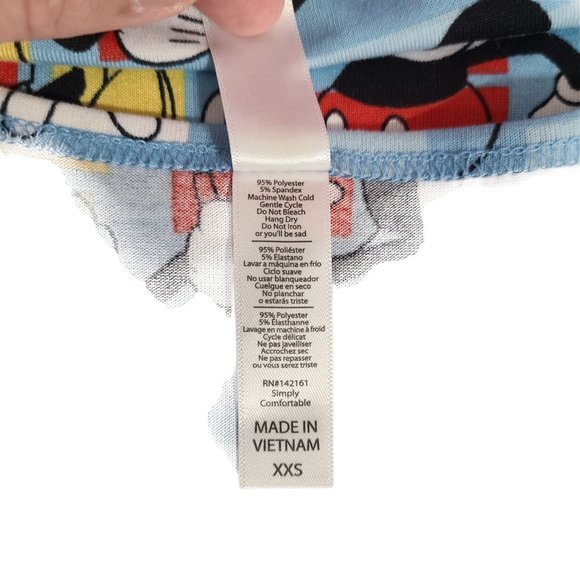 95% Polyester
5% Spandex
Machine Wash Cold
Gentle Cycle
Do Not Bleach
Hang Dry
Do Not Iron
or you'll be sad
95% Poliéster
5% Elastano
Lavar a máquina en frío
Ciclo suave
No usar blanqueador
Cuelgue en seco
No planchar
o estarás triste
95% Polyester
5% Élasthanne
Lavage en machine à froid
Cycle délicat
Ne pas javelliser
Accrochez sec
Ne pas repasser
ou vous serez triste
RN#142161
Simply
Comfortable
MADE IN
VIETNAM
XXS